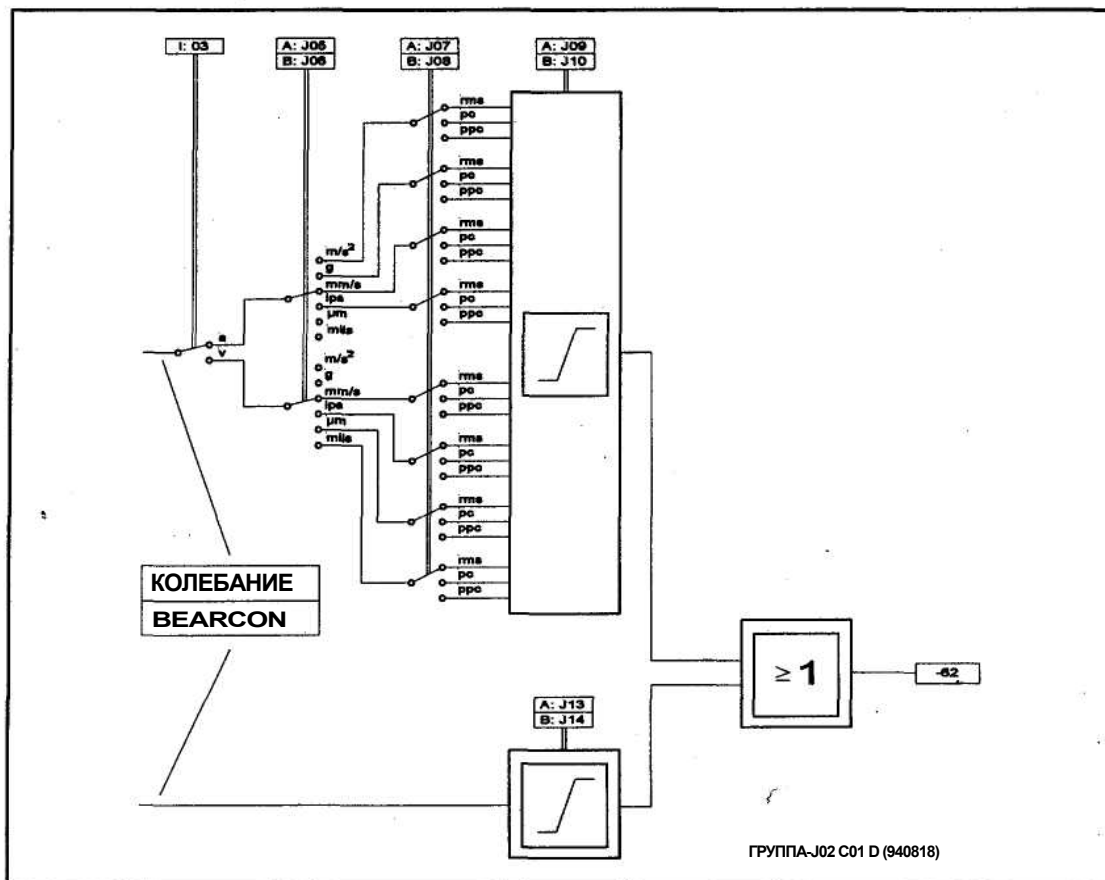 I: 03
A: J05
B: J06
A: J07
B: J08
A: J09
B: J10
rms
pc
ppc
rms
pc
ppc
rms
pc
ppc
rms
pc
ppc
m/s²
g
mm/s
ips
µm
mils
a
v
m/s²
g
mm/s
ips
µm
mils
rms
pc
ppc
rms
pc
ppc
rms
pc
ppc
rms
pc
ppc
КОЛЕБАНИЕ
BEARCON
≥ 1
-62
A: J13
B: J14
ГРУППА-J02 C01 D (940818)